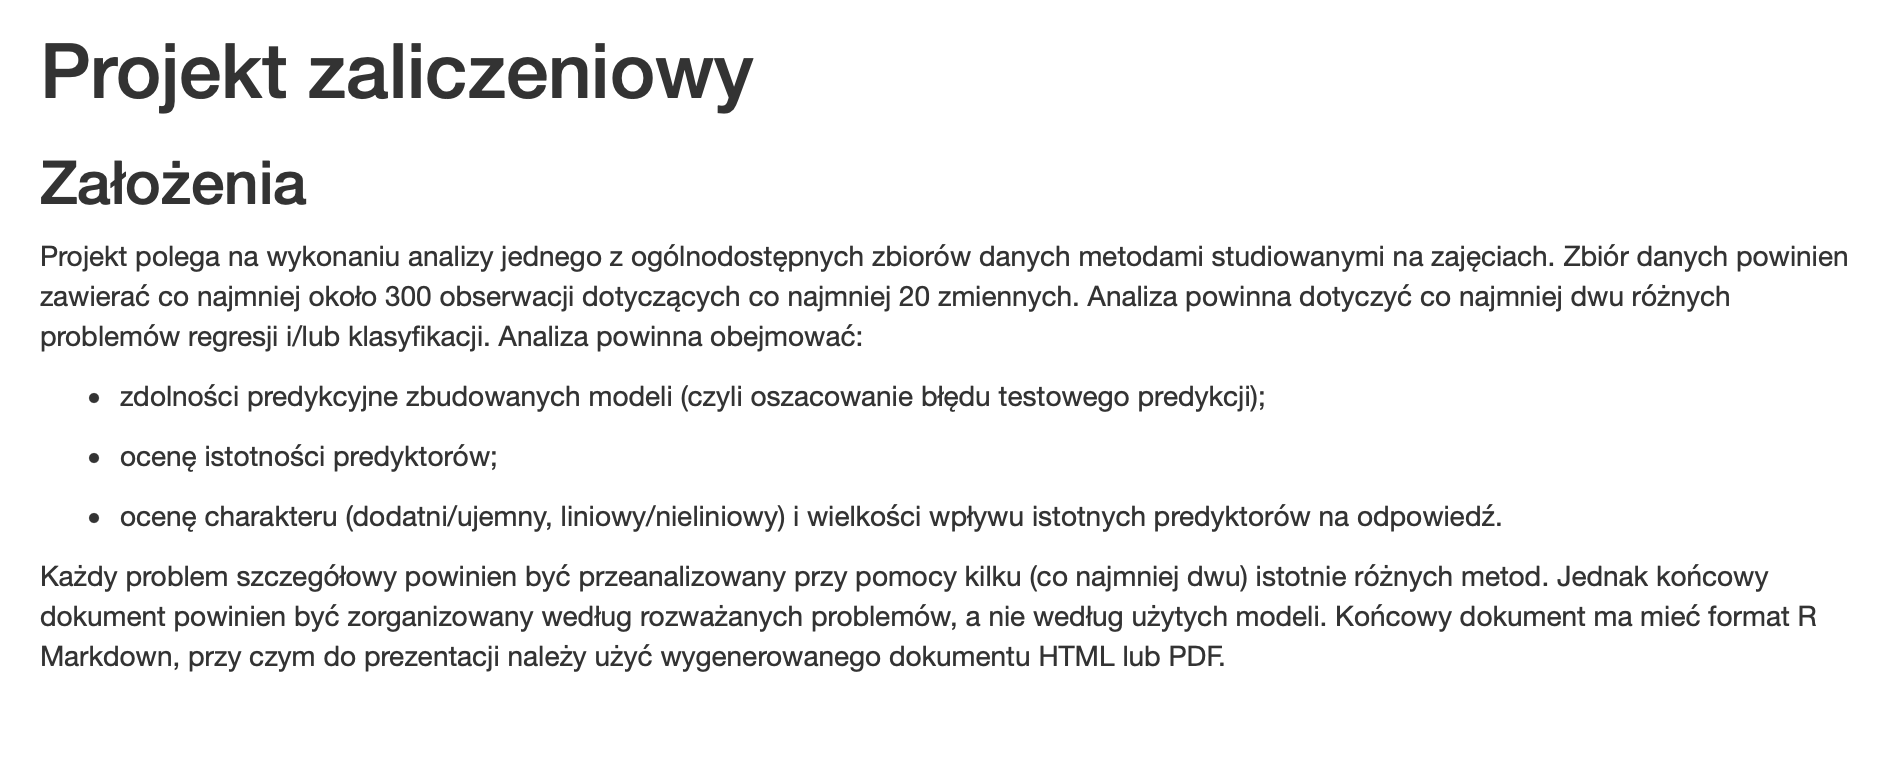 Projekt zaliczeniowy
Założenia
Projekt polega na wykonaniu analizy jednego z ogólnodostępnych zbiorów danych metodami studiowanymi na zajęciach. Zbiór danych powinien
zawierać co najmniej około 300 obserwacji dotyczących co najmniej 20 zmiennych. Analiza powinna dotyczyć co najmniej dwu różnych
problemów regresji i/lub klasyfikacji. Analiza powinna obejmować:
• zdolności predykcyjne zbudowanych modeli (czyli oszacowanie błędu testowego predykcji);
• ocenę istotności predyktorów;
• ocenę charakteru (dodatni/ujemny, liniowy/nieliniowy) i wielkości wpływu istotnych predyktorów na odpowiedź.
Każdy problem szczegółowy powinien być przeanalizowany przy pomocy kilku (co najmniej dwu) istotnie różnych metod. Jednak końcowy
dokument powinien być zorganizowany według rozważanych problemów, a nie według użytych modeli. Końcowy dokument ma mieć format R
Markdown, przy czym do prezentacji należy użyć wygenerowanego dokumentu HTML lub PDF.